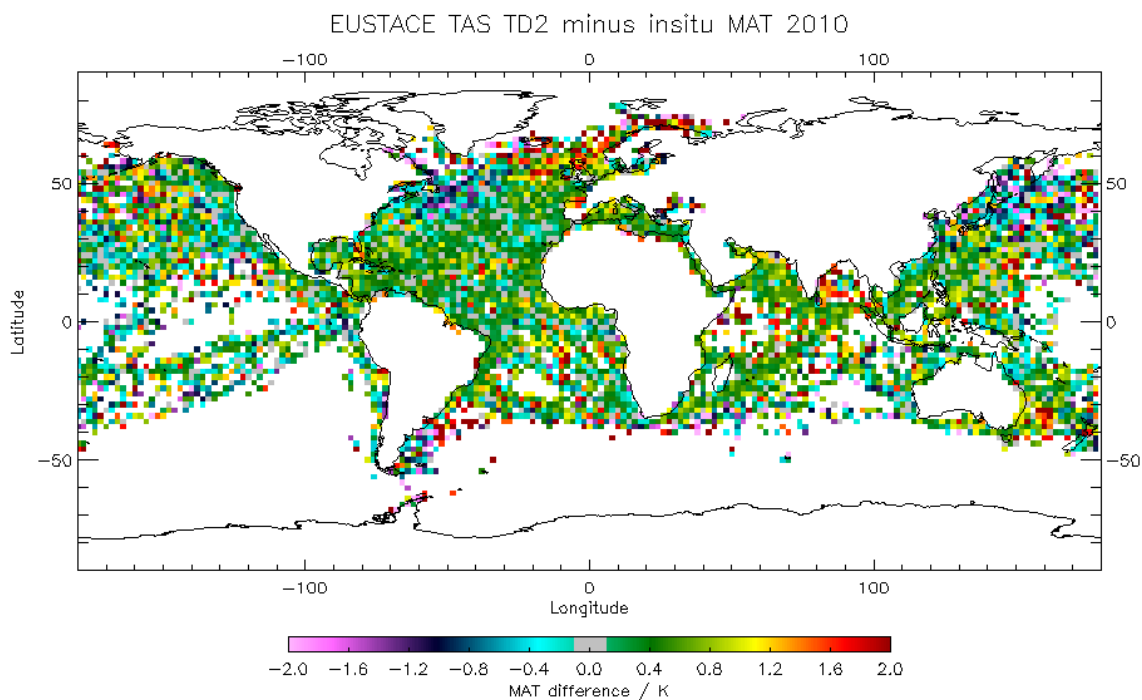 EUSTACE TAS TD2 minus insitu MAT 2010
−100 0 100
50 50
0 0
−50 −50
Latitude
−100 0 100
Longitude
−2.0 −1.6 −1.2 −0.8 −0.4 0.0 0.4 0.8 1.2 1.6 2.0
MAT difference / K